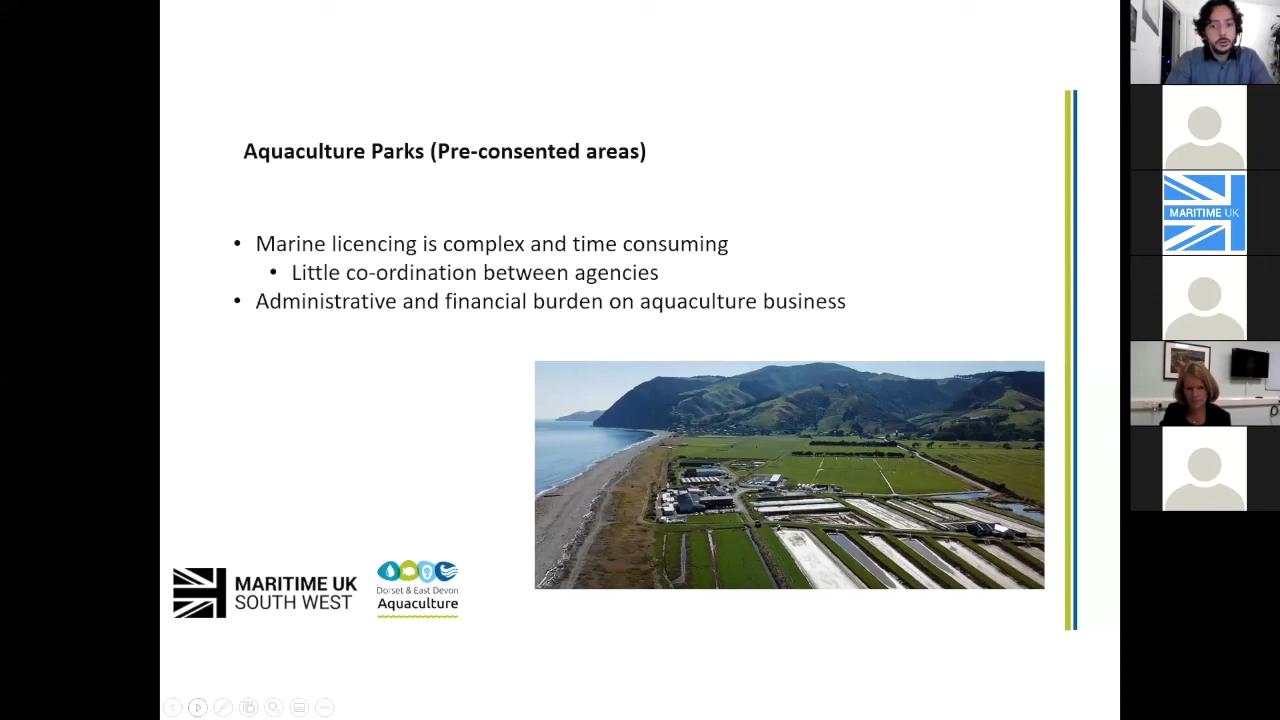 Aquaculture Parks (Pre-consented areas)
• Marine licencing is complex and time consuming
• Little co-ordination between agencies
• Administrative and financial burden on aquaculture business
MARITIME UK
SOUTH WEST
Dorset & East Devon
Aquaculture
MARITIME UK